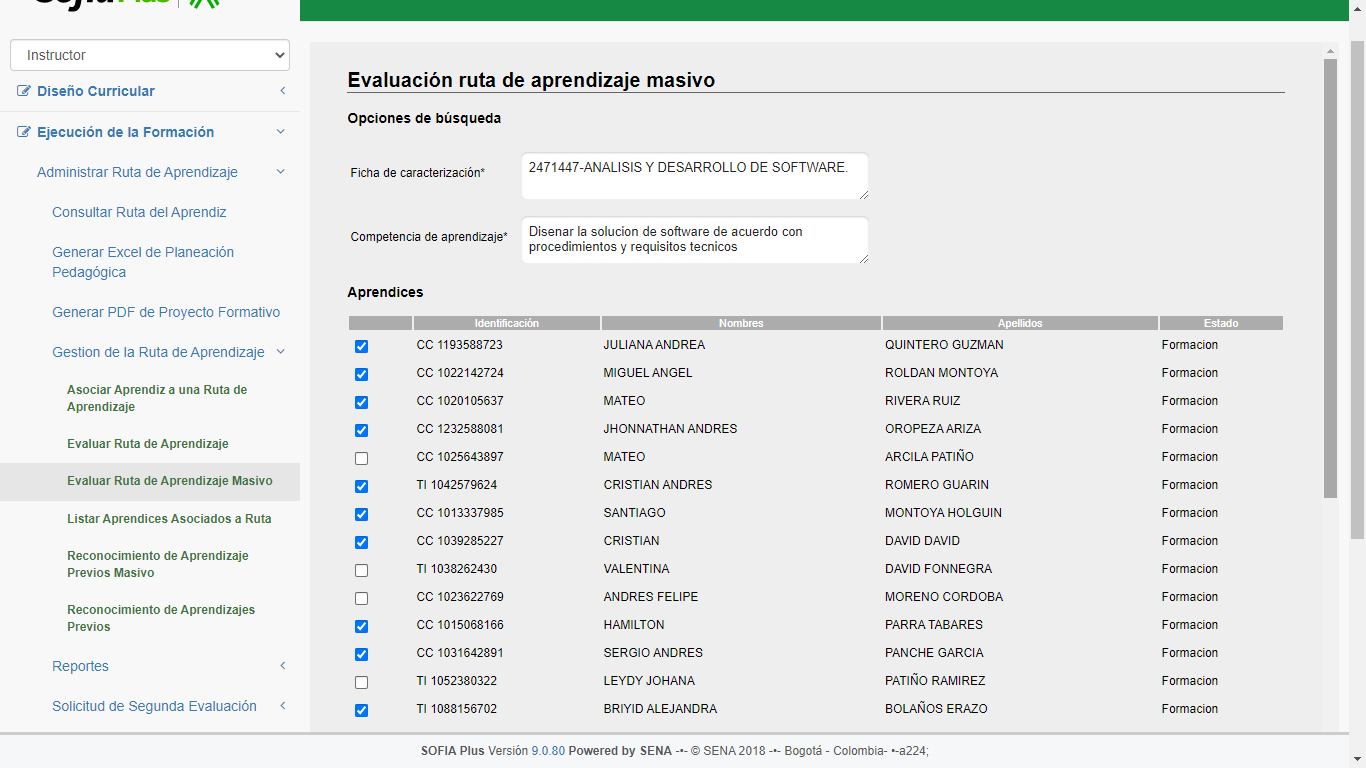 Sofia Plus
Instructor
Diseño Curricular
Ejecución de la Formación
Administrar Ruta de Aprendizaje
Consultar Ruta del Aprendiz
Generar Excel de Planeación
Pedagógica
Generar PDF de Proyecto Formativo
Gestion de la Ruta de Aprendizaje
Asociar Aprendiz a una Ruta de
Aprendizaje
Evaluar Ruta de Aprendizaje
Evaluar Ruta de Aprendizaje Masivo
Listar Aprendices Asociados a Ruta
Reconocimiento de Aprendizaje
Previos Masivo
Reconocimiento de Aprendizajes
Previos
Reportes
Solicitud de Segunda Evaluación
Evaluación ruta de aprendizaje masivo
Opciones de búsqueda
Ficha de caracterización* 2471447-ANALISIS Y DESARROLLO DE SOFTWARE.
Competencia de aprendizaje* Disenar la solucion de software de acuerdo con
procedimientos y requisitos tecnicos
Aprendices
Identificación Nombres Apellidos Estado
CC 1193588723 JULIANA ANDREA QUINTERO GUZMAN Formacion
CC 1022142724 MIGUEL ANGEL ROLDAN MONTOYA Formacion
CC 1020105637 MATEO RIVERA RUIZ Formacion
CC 1232588081 JHONNATHAN ANDRES OROPEZA ARIZA Formacion
CC 1025643897 MATEO ARCILA PATIÑO Formacion
TI 1042579624 CRISTIAN ANDRES ROMERO GUARIN Formacion
CC 1013337985 SANTIAGO MONTOYA HOLGUIN Formacion
CC 1039285227 CRISTIAN DAVID DAVID Formacion
TI 1038262430 VALENTINA DAVID FONNEGRA Formacion
CC 1023622769 ANDRES FELIPE MORENO CORDOBA Formacion
CC 1015068166 HAMILTON PARRA TABARES Formacion
CC 1031642891 SERGIO ANDRES PANCHE GARCIA Formacion
TI 1052380322 LEYDY JOHANA PATIÑO RAMIREZ Formacion
TI 1088156702 BRIYID ALEJANDRA BOLAÑOS ERAZO Formacion
SOFIA Plus Versión 9.0.80 Powered by SENA -•- © SENA 2018 -•- Bogotá - Colombia- •-a224;